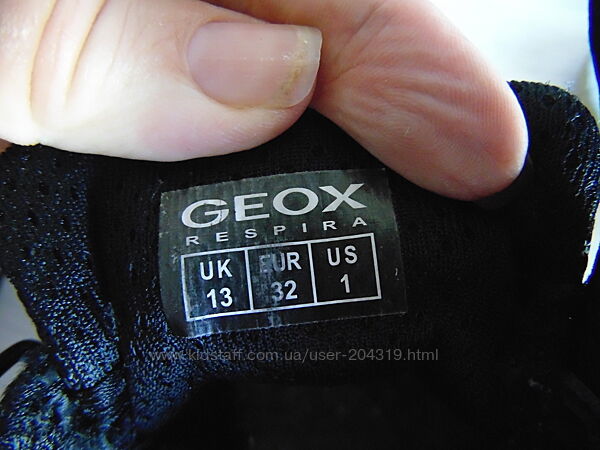 GEOX
RESPIRA
UK EUR US
13 32 1
www.kidstaff.com.ua/user-204319.html